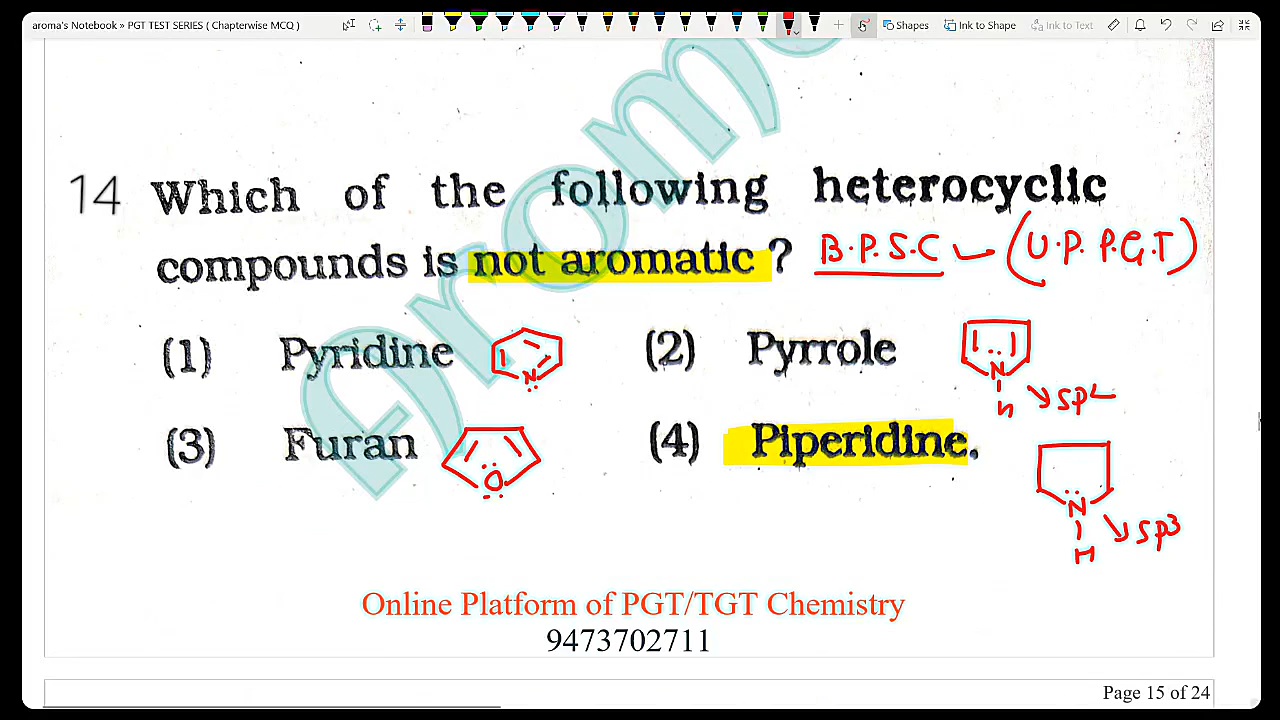 aroma's Notebook » PGT TEST SERIES ( Chapterwise MCQ )
Shapes Ink to Shape Ink to Text
Aroma
14 Which of the following heterocyclic
compounds is not aromatic ? B.P.S.C (U.P. P.G.T)
(1) Pyridine N (2) Pyrrole N
H sp2
(3) Furan O (4) Piperidine.
N
H sp3
Online Platform of PGT/TGT Chemistry
9473702711
Page 15 of 24